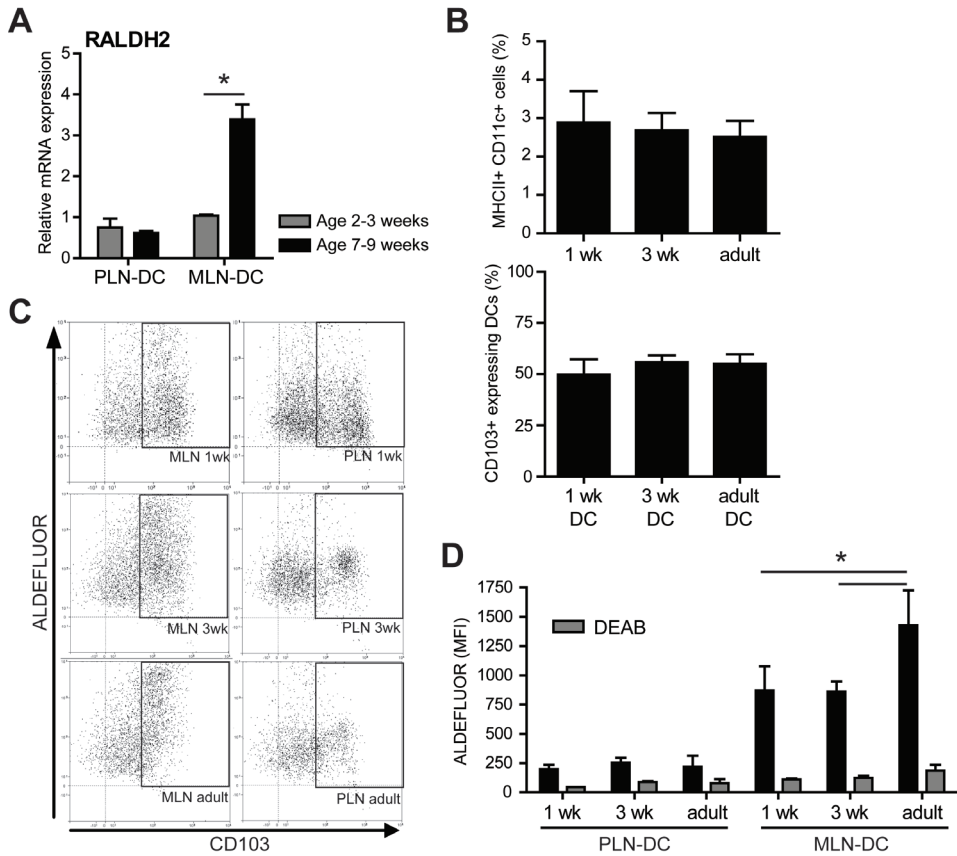 A
RALDH2
Relative mRNA expression
5
4
3
2
1
0
*
PLN-DC
MLN-DC
Age 2-3 weeks
Age 7-9 weeks
B
MHCII+ CD11c+ cells (%)
5
4
3
2
1
0
1 wk
3 wk
adult
CD103+ expressing DCs (%)
100
75
50
25
0
1 wk
DC
3 wk
DC
adult
DC
C
ALDEFLUOR
MLN 1wk
PLN 1wk
MLN 3wk
PLN 3wk
MLN adult
PLN adult
CD103
D
ALDEFLUOR (MFI)
1750
1500
1250
1000
750
500
250
0
DEAB
*
1 wk
3 wk
adult
1 wk
3 wk
adult
PLN-DC
MLN-DC